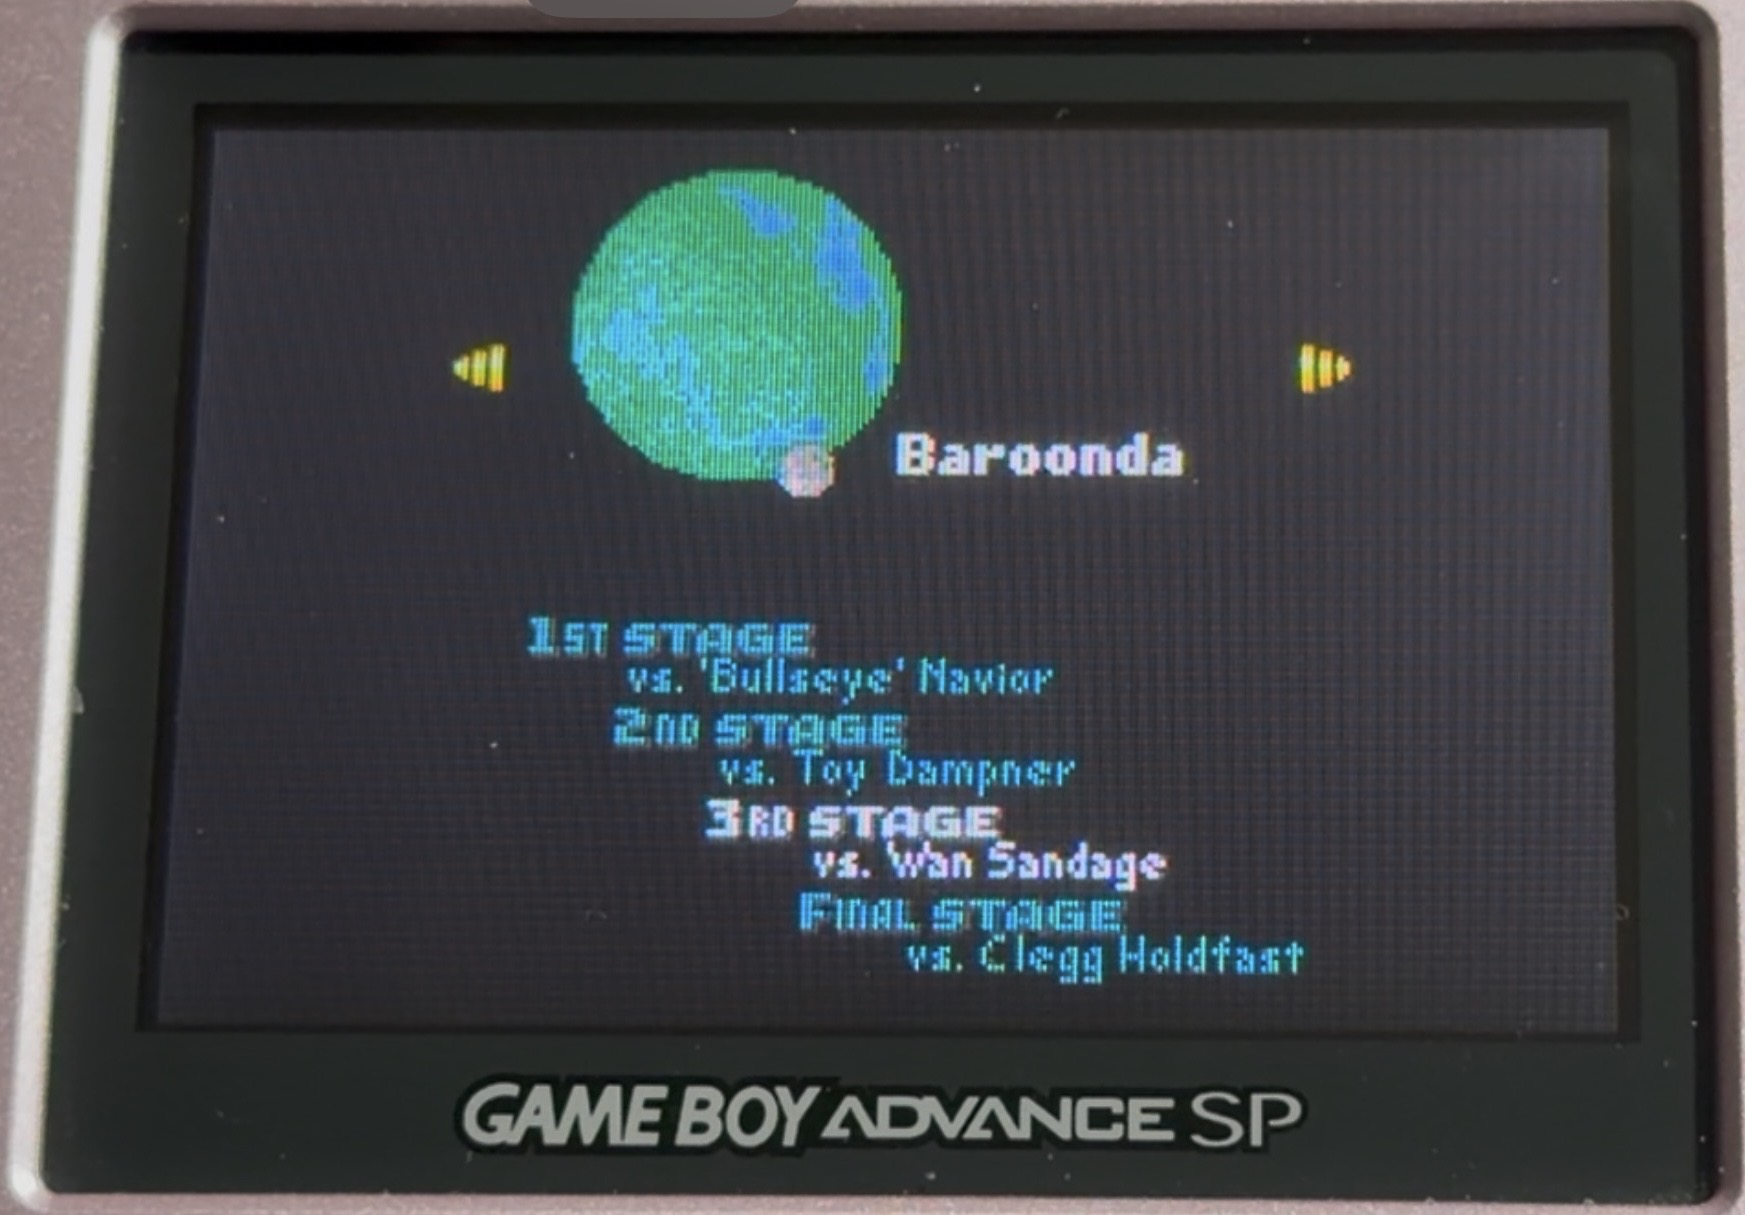 Baroonda
1ST STAGE
vs. 'Bullseye' Navior
2ND STAGE
vs. Toy Dampner
3RD STAGE
vs. Wan Sandage
FINAL STAGE
vs. Clegg Holdfast
GAME BOY ADVANCE SP